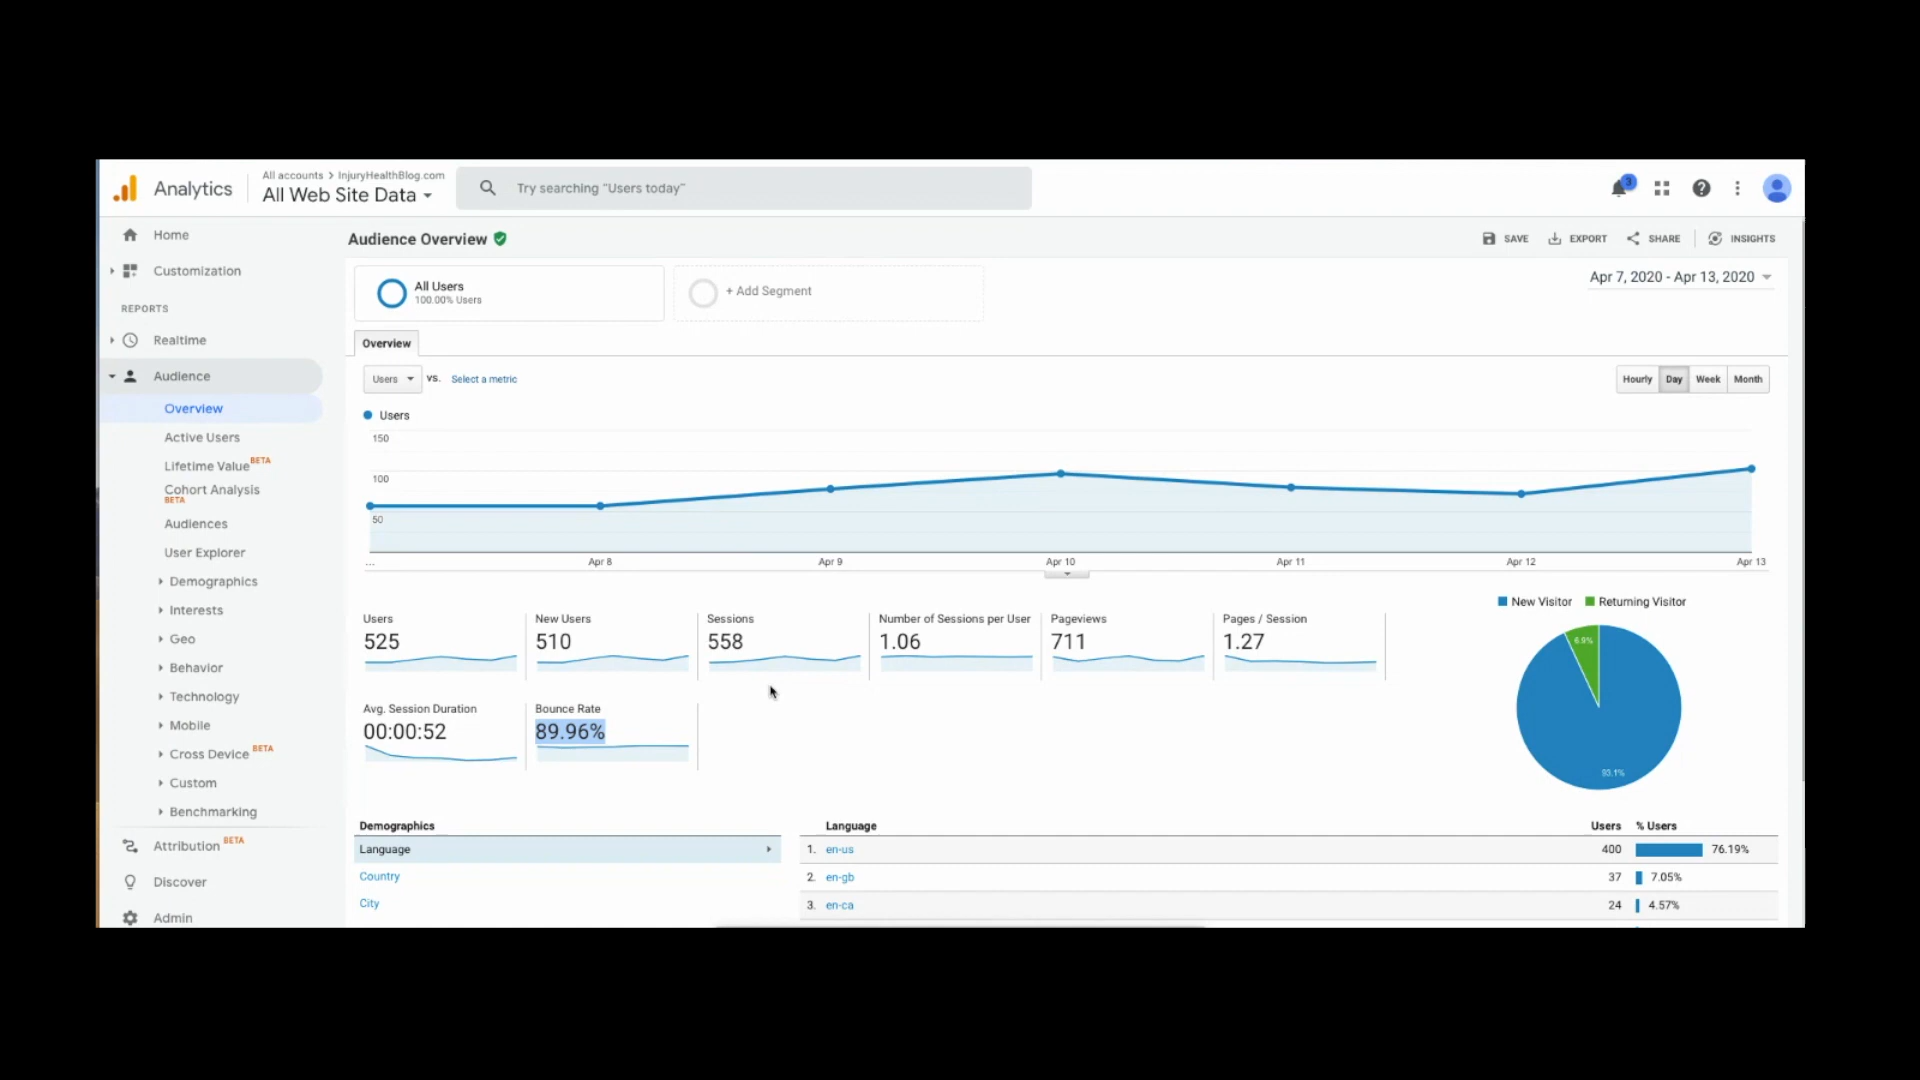 Analytics
All accounts > InjuryHealthBlog.com
All Web Site Data
Try searching "Users today"
3
Home
Customization
REPORTS
Realtime
Audience
Overview
Active Users
Lifetime Value BETA
Cohort Analysis
BETA
Audiences
User Explorer
Demographics
Interests
Geo
Behavior
Technology
Mobile
Cross Device BETA
Custom
Benchmarking
Attribution BETA
Discover
Admin
Audience Overview
SAVE EXPORT SHARE INSIGHTS
All Users
100.00% Users
+ Add Segment
Apr 7, 2020 - Apr 13, 2020
Overview
Users vs. Select a metric
Hourly Day Week Month
Users
150
100
50
... Apr 8 Apr 9 Apr 10 Apr 11 Apr 12 Apr 13
Users
525
New Users
510
Sessions
558
Number of Sessions per User
1.06
Pageviews
711
Pages / Session
1.27
Avg. Session Duration
00:00:52
Bounce Rate
89.96%
New Visitor Returning Visitor
6.9%
93.1%
Demographics
Language
Country
City
Language Users % Users
1. en-us 400 76.19%
2. en-gb 37 7.05%
3. en-ca 24 4.57%